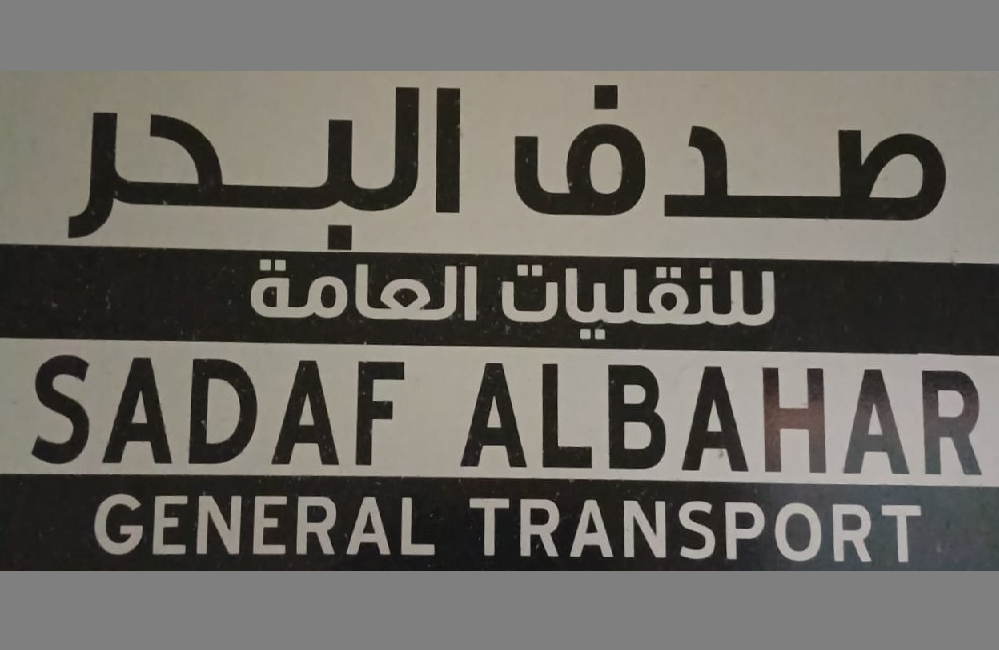 صدف البحر
للنقليات العامة
SADAF ALBAHAR
GENERAL TRANSPORT